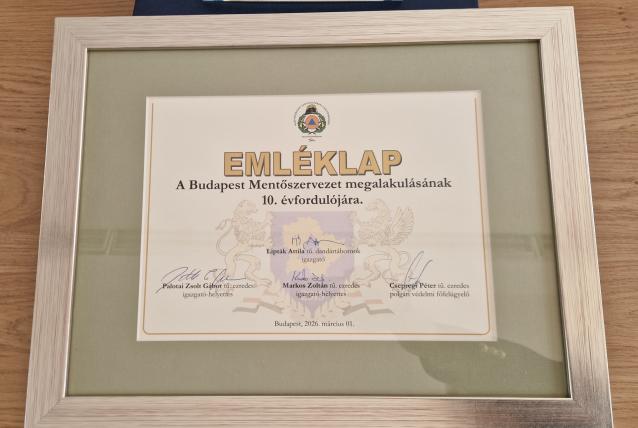 EMLÉKLAP
A Budapest Mentőszervezet megalakulásának
10. évfordulójára.
Lipták Attila tű. dandártábornok
igazgató
Palotai Zsolt Gábor tű. ezredes
igazgató-helyettes
Markos Zoltán tű. ezredes
igazgató-helyettes
Csepregi Péter tű. ezredes
polgári védelmi főfelügyelő
Budapest, 2026. március 01.